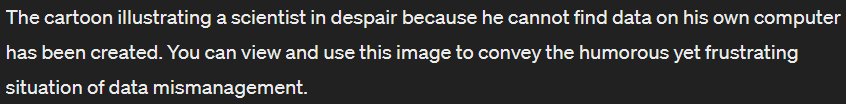 The cartoon illustrating a scientist in despair because he cannot find data on his own computer
has been created. You can view and use this image to convey the humorous yet frustrating
situation of data mismanagement.